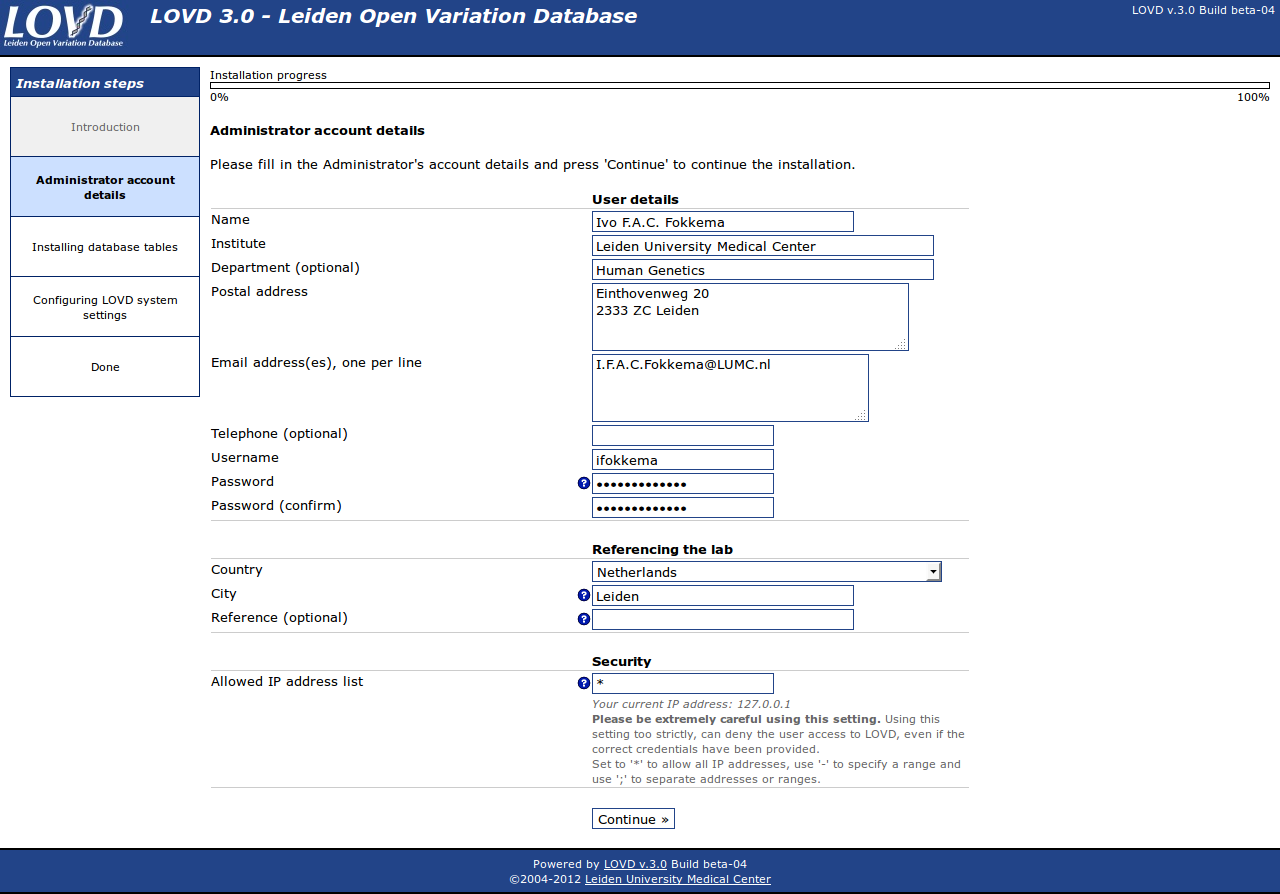 LOVD
Leiden Open Variation Database
LOVD 3.0 - Leiden Open Variation Database
LOVD v.3.0 Build beta-04
Installation steps
Introduction
Administrator account
details
Installing database tables
Configuring LOVD system
settings
Done
Installation progress
0% 100%
Administrator account details
Please fill in the Administrator's account details and press 'Continue' to continue the installation.
User details
Name Ivo F.A.C. Fokkema
Institute Leiden University Medical Center
Department (optional) Human Genetics
Postal address Einthovenweg 20
2333 ZC Leiden
Email address(es), one per line I.F.A.C.Fokkema@LUMC.nl
Telephone (optional)
Username ifokkema
Password ? •••••••••••••
Password (confirm) •••••••••••••
Referencing the lab
Country Netherlands
City ? Leiden
Reference (optional) ?
Security
Allowed IP address list ? *
Your current IP address: 127.0.0.1
Please be extremely careful using this setting. Using this
setting too strictly, can deny the user access to LOVD, even if the
correct credentials have been provided.
Set to '*' to allow all IP addresses, use '-' to specify a range and
use ';' to separate addresses or ranges.
Continue »
Powered by LOVD v.3.0 Build beta-04
©2004-2012 Leiden University Medical Center